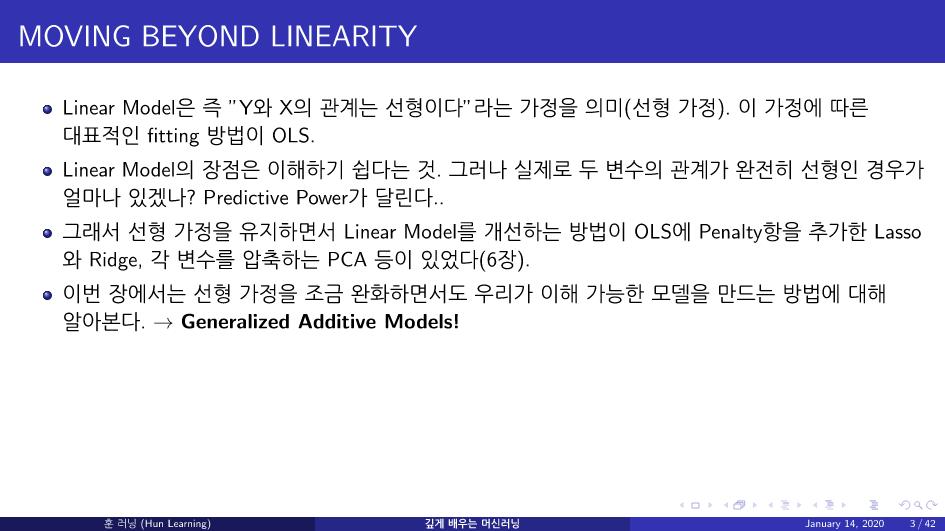 MOVING BEYOND LINEARITY
Linear Model은 즉 "Y와 X의 관계는 선형이다"라는 가정을 의미(선형 가정). 이 가정에 따른
대표적인 fitting 방법이 OLS.
Linear Model의 장점은 이해하기 쉽다는 것. 그러나 실제로 두 변수의 관계가 완전히 선형인 경우가
얼마나 있겠나? Predictive Power가 달린다..
그래서 선형 가정을 유지하면서 Linear Model를 개선하는 방법이 OLS에 Penalty항을 추가한 Lasso
와 Ridge, 각 변수를 압축하는 PCA 등이 있었다(6장).
이번 장에서는 선형 가정을 조금 완화하면서도 우리가 이해 가능한 모델을 만드는 방법에 대해
알아본다. → Generalized Additive Models!
훈 러닝 (Hun Learning)
깊게 배우는 머신러닝
January 14, 2020
3 / 42